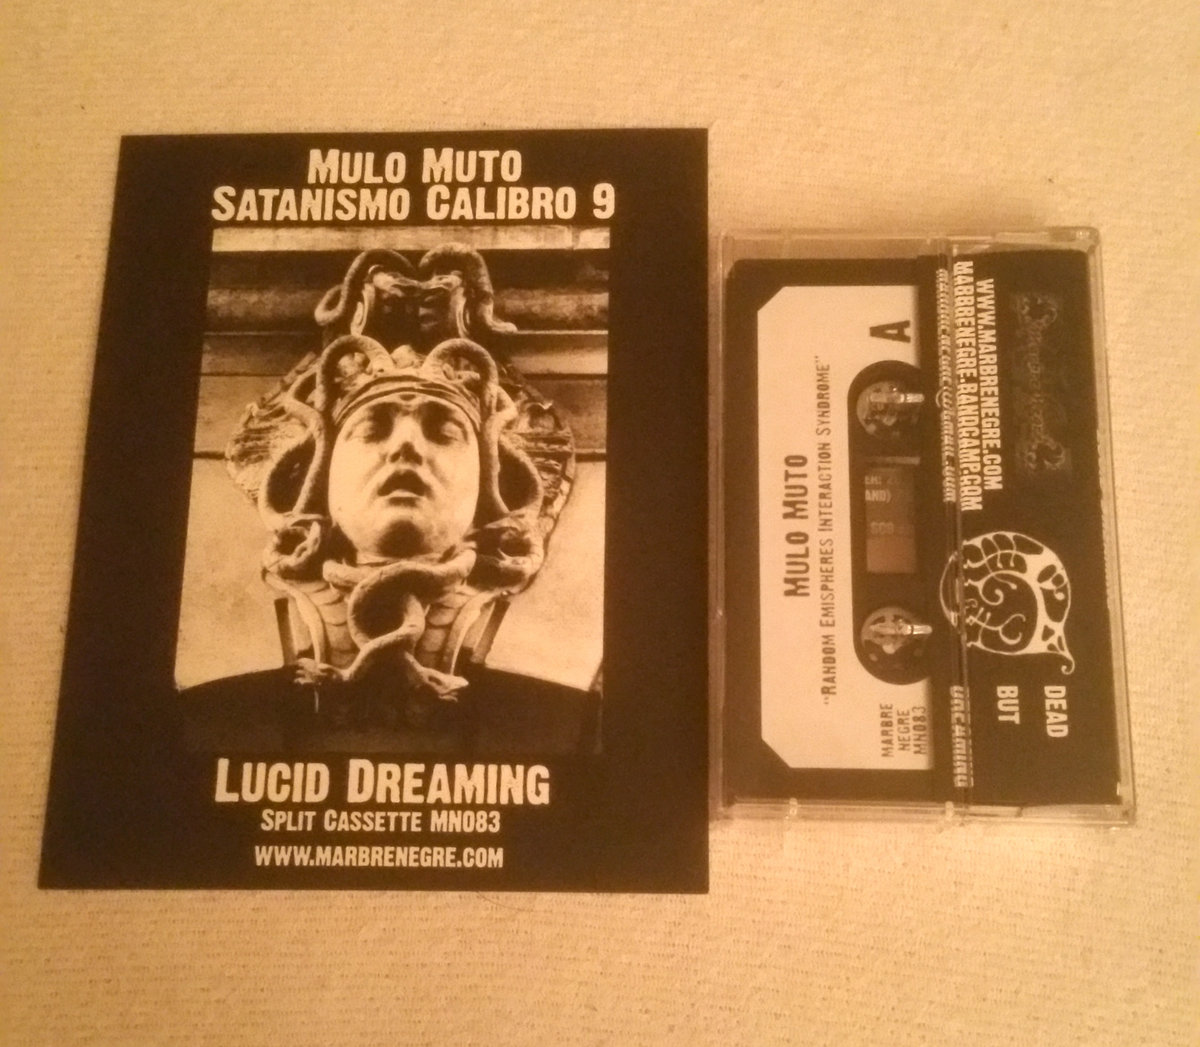 MULO MUTO
SATANISMO CALIBRO 9
LUCID DREAMING
SPLIT CASSETTE MN083
WWW.MARBRENEGRE.COM
A
MULO MUTO
"RANDOM EMISPHERES INTERACTION SYNDROME"
MARBRE
NEGRE
MN083
WWW.MARBRENEGRE.COM
MARBRENEGRE.BANDCAMP.COM
DEAD
BUT
DREAMING